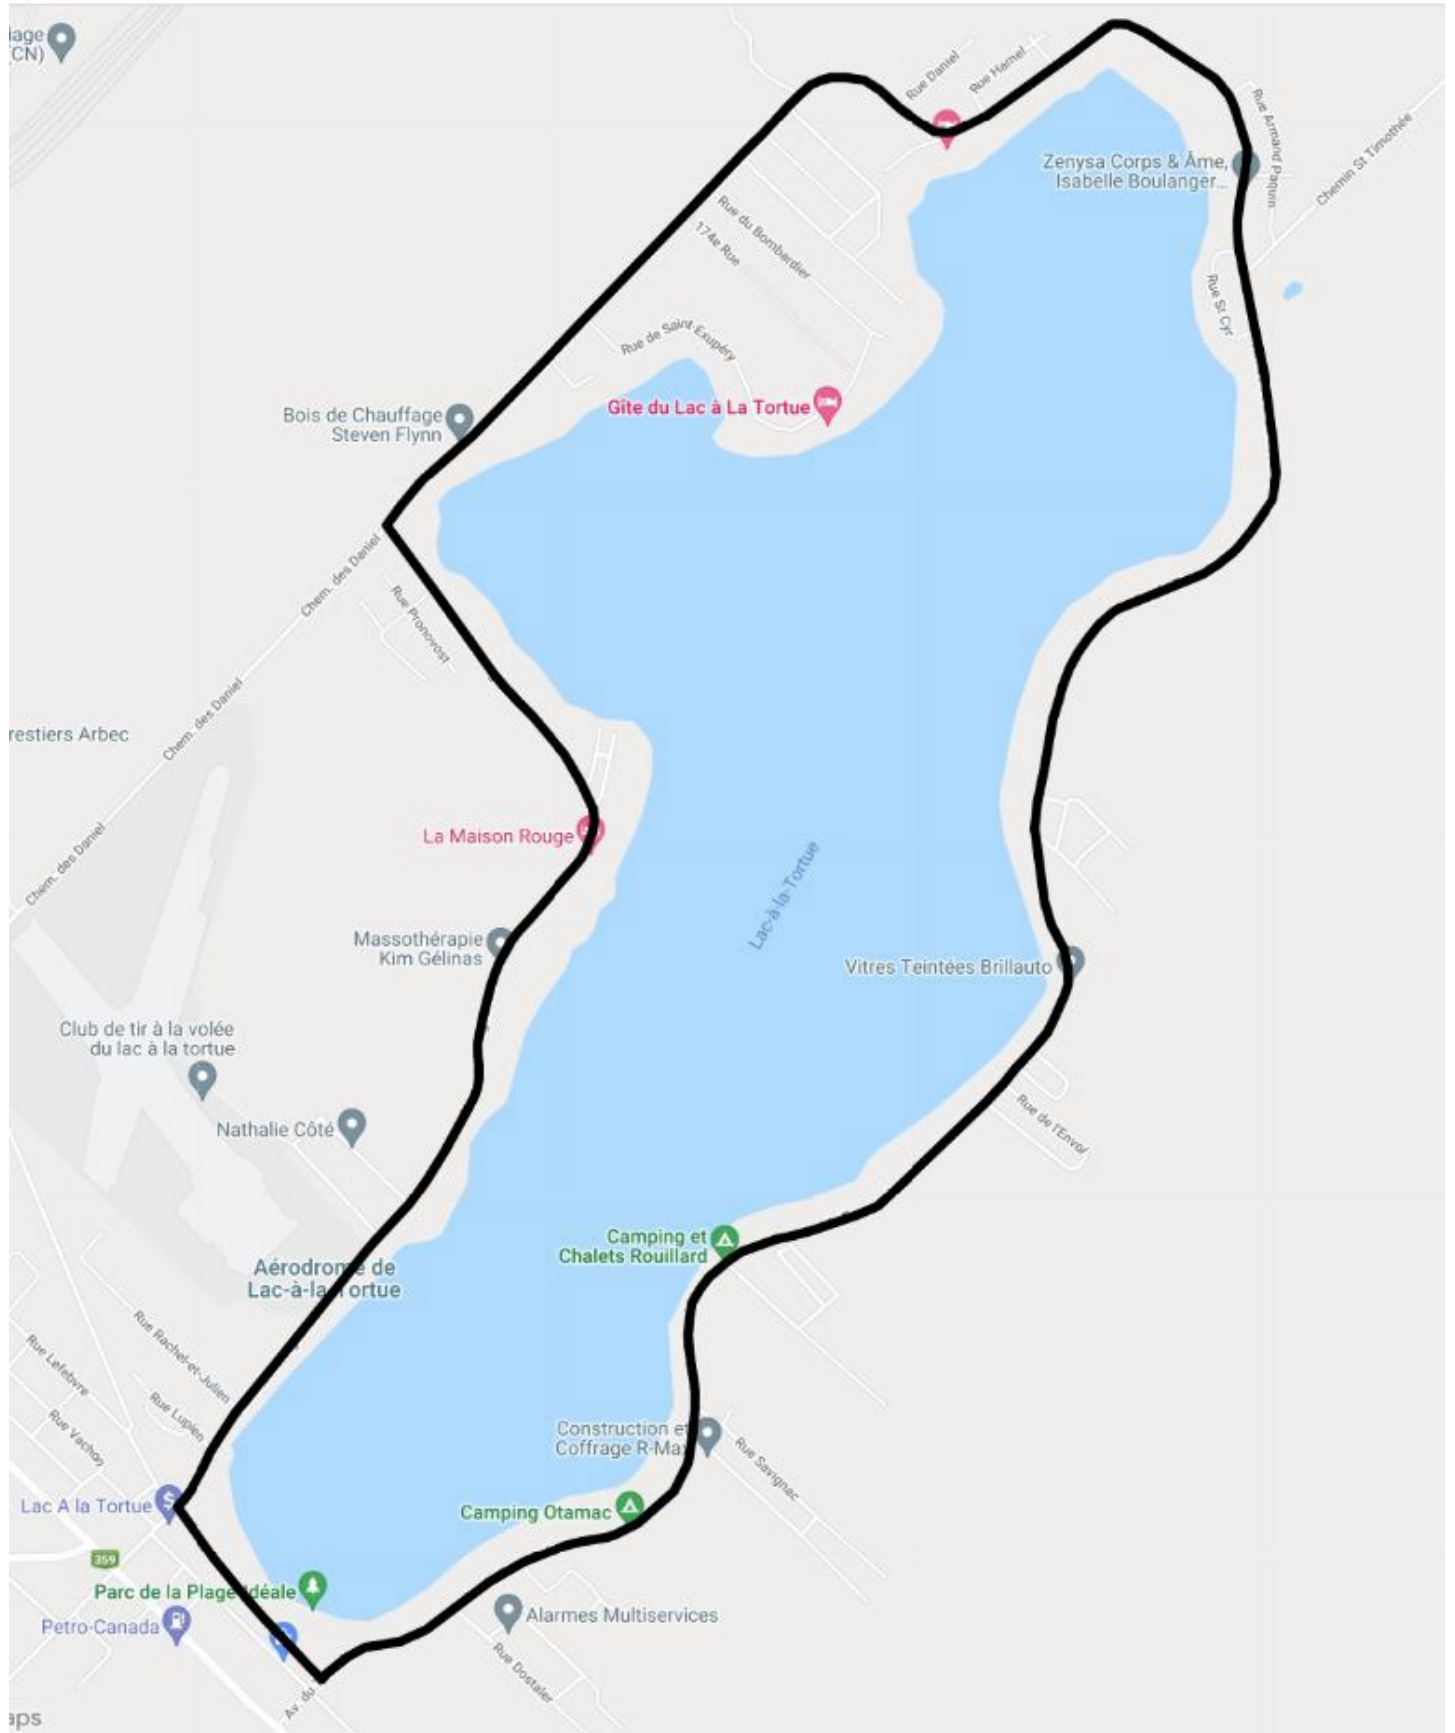 (CN)
Rue Daniel
Rue Hamel
Rue Armand Paquin
Chemin St Timothée
Zenysa Corps & Âme,
Isabelle Boulanger...
Rue du Bombardier
174e Rue
Rue St Cyr
Rue de Saint-Exupéry
Gîte du Lac à La Tortue
Bois de Chauffage
Steven Flynn
Chem. des Daniel
Rue Pronovost
Chem. des Daniel
restiers Arbec
La Maison Rouge
Chem. des Daniel
Lac-à-la-Tortue
Massothérapie
Kim Gélinas
Vitres Teintées Brillauto
Club de tir à la volée
du lac à la tortue
Nathalie Côté
Rue de l'Envol
Camping et
Chalets Rouillard
Aérodrome de
Lac-à-la-Tortue
Rue Rachel-et-Julien
Rue Lefebvre
Rue Lupien
Rue Vachon
Construction et
Coffrage R-Max
Rue Savignac
Lac A la Tortue
Camping Otamac
359
Parc de la Plage Idéale
Petro-Canada
Alarmes Multiservices
Rue Dostaler
Av. du
aps